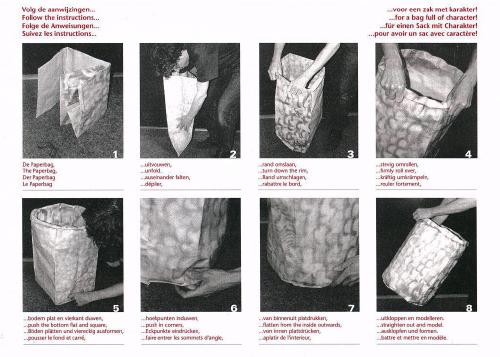 Volg de aanwijzingen...
Follow the instructions...
Folge de Anweisungen...
Suivez les instructions...
...voor een zak met karakter!
...for a bag full of character!
...für einen Sack mit Charakter!
...pour avoir un sac avec caractère!
1
2
3
4
De Paperbag,
The Paperbag,
Der Paperbag
Le Paperbag
...uitvouwen,
...unfold.
...auseinander falten,
...dépler,
...rand omslaan,
...turn down the rim,
...Rand umschlagen,
...rabattre le bord,
...stevig omrollen,
...firmly roll over,
...kräftig umkrämpeln,
...rouler fortement,
5
6
7
8
...bodem plat en vierkant duwen,
...push the bottom flat and square,
...Böden plätten und viereckig ausformen,
...pousser le fond et carré,
...hoekpunten induwen,
...push in corners,
...Eckpunkte eindrücken,
...faire entrer les sommets d'angle,
...van binnenuit platdrukken,
...flatten from the inside outwards,
...van innen plattdrücken,
...aplatir de l'interieur,
...uitkloppen en modelleren.
...straighten out and model.
...ausklopfen und formen.
...battre et mettre en modèle.